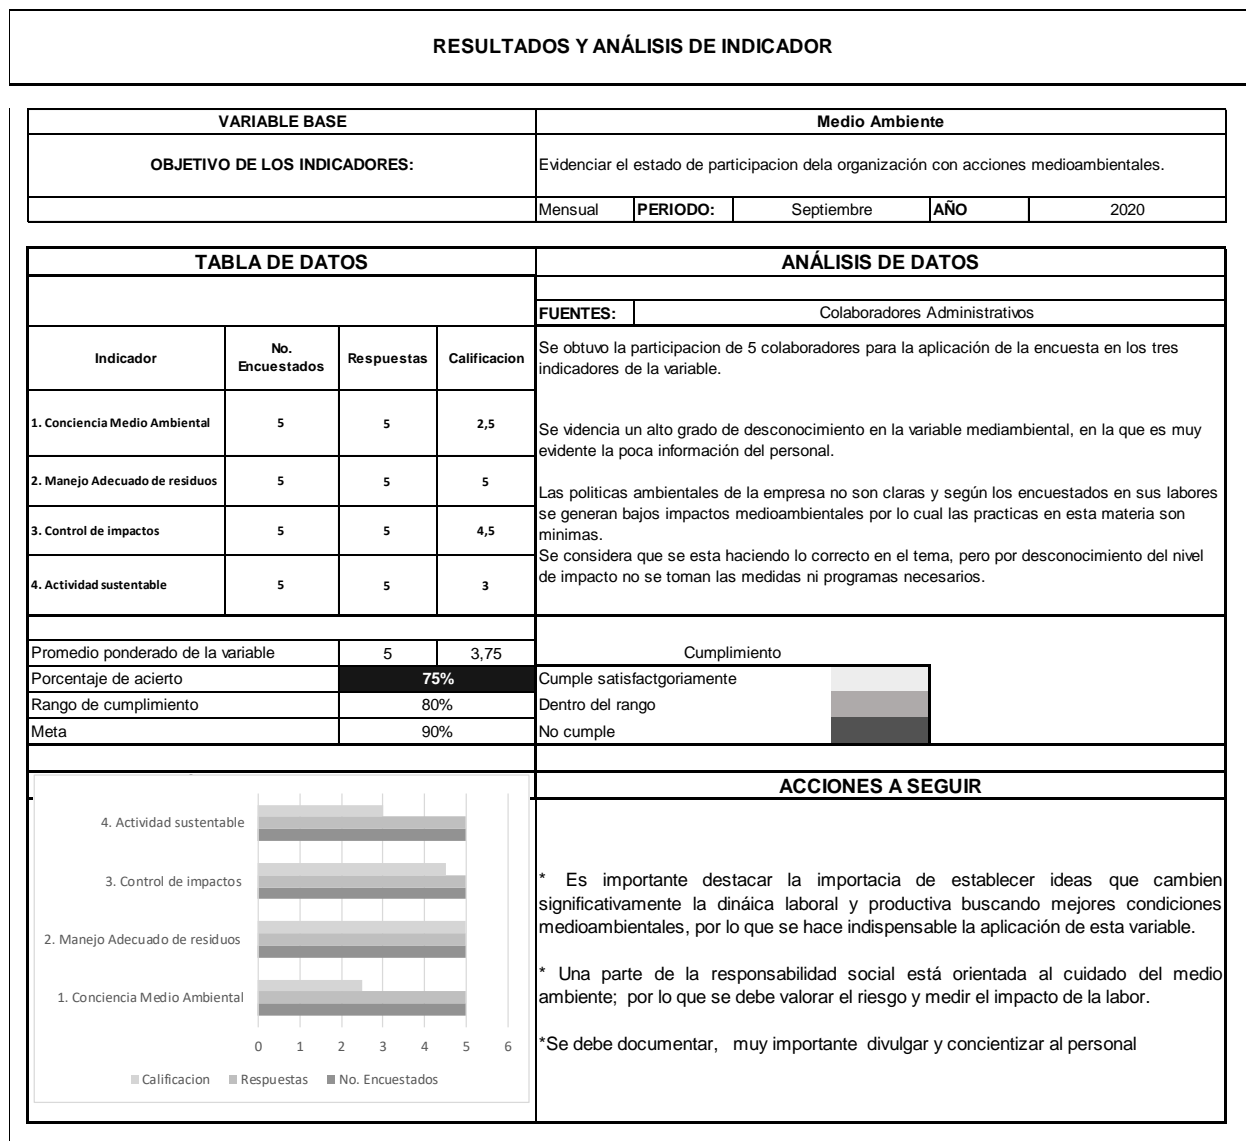 RESULTADOS Y ANÁLISIS DE INDICADOR
VARIABLE BASE
Medio Ambiente
OBJETIVO DE LOS INDICADORES:
Evidenciar el estado de participacion dela organización con acciones medioambientales.
Mensual PERIODO: Septiembre AÑO 2020
TABLA DE DATOS
ANÁLISIS DE DATOS
FUENTES: Colaboradores Administrativos
Indicador No. Encuestados Respuestas Calificacion
1. Conciencia Medio Ambiental 5 5 2,5
2. Manejo Adecuado de residuos 5 5 5
3. Control de impactos 5 5 4,5
4. Actividad sustentable 5 5 3
Se obtuvo la participacion de 5 colaboradores para la aplicación de la encuesta en los tres
indicadores de la variable.
Se videncia un alto grado de desconocimiento en la variable mediambiental, en la que es muy
evidente la poca información del personal.
Las politicas ambientales de la empresa no son claras y según los encuestados en sus labores
se generan bajos impactos medioambientales por lo cual las practicas en esta materia son
minimas.
Se considera que se esta haciendo lo correcto en el tema, pero por desconocimiento del nivel
de impacto no se toman las medidas ni programas necesarios.
Promedio ponderado de la variable 5 3,75
Porcentaje de acierto 75%
Rango de cumplimiento 80%
Meta 90%
Cumplimiento
Cumple satisfactgoriamente
Dentro del rango
No cumple
4. Actividad sustentable
3. Control de impactos
2. Manejo Adecuado de residuos
1. Conciencia Medio Ambiental
0 1 2 3 4 5 6
Calificacion Respuestas No. Encuestados
ACCIONES A SEGUIR
* Es importante destacar la importacia de establecer ideas que cambien
significativamente la dináica laboral y productiva buscando mejores condiciones
medioambientales, por lo que se hace indispensable la aplicación de esta variable.
* Una parte de la responsabilidad social está orientada al cuidado del medio
ambiente; por lo que se debe valorar el riesgo y medir el impacto de la labor.
*Se debe documentar, muy importante divulgar y concientizar al personal